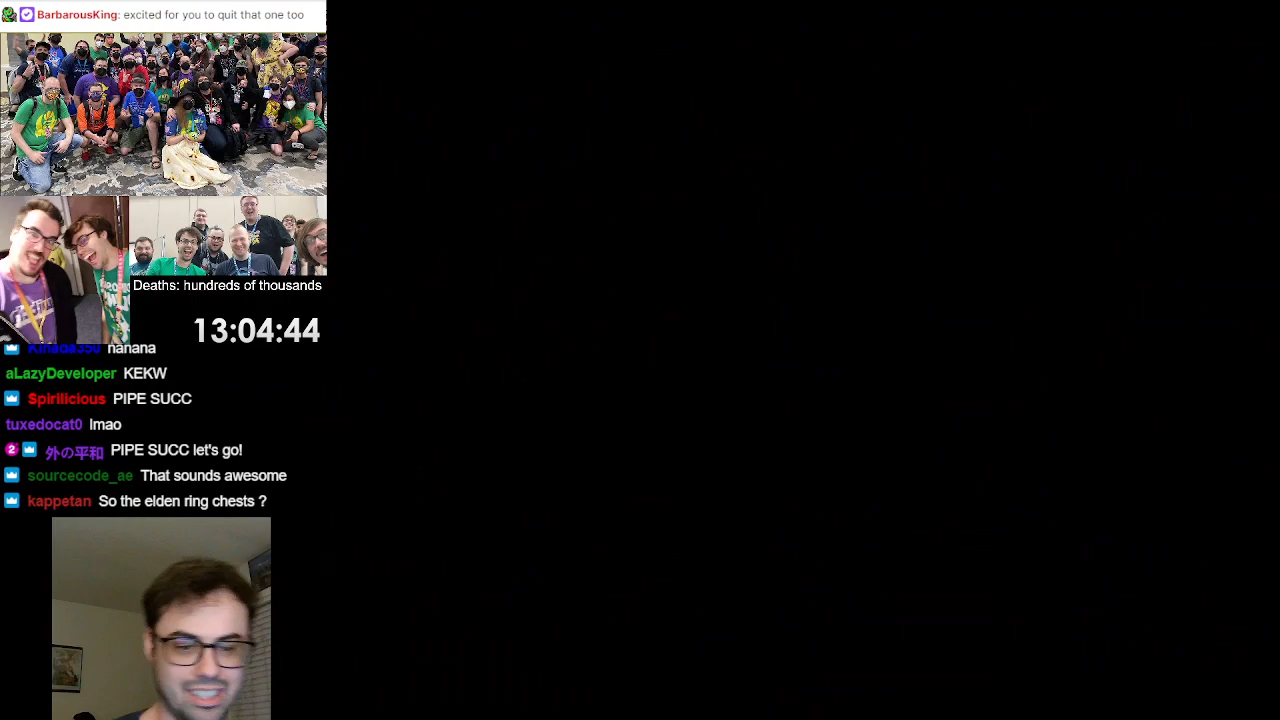 BarbarousKing: excited for you to quit that one too
Deaths: hundreds of thousands
13:04:44
Kinada350 nanana
aLazyDeveloper KEKW
Spirilicious PIPE SUCC
tuxedocat0 lmao
2 外の平和 PIPE SUCC let's go!
sourcecode_ae That sounds awesome
kappetan So the elden ring chests ?